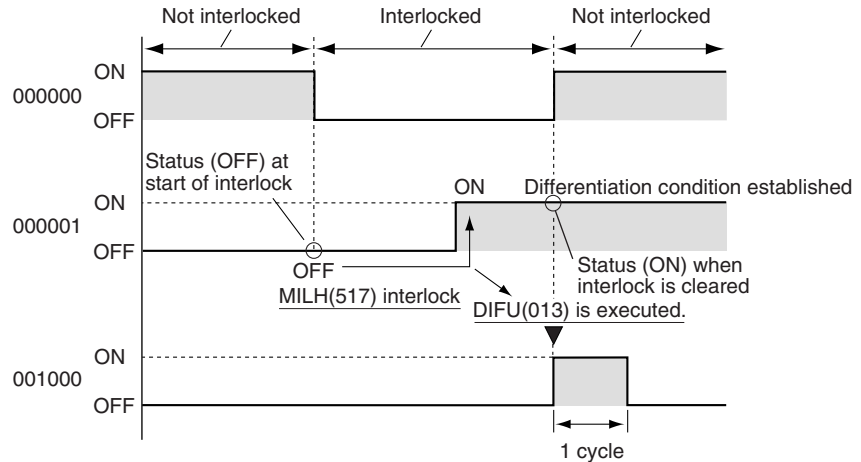 Not interlocked
Interlocked
Not interlocked
ON
000000
OFF
Status (OFF) at
start of interlock
ON
Differentiation condition established
ON
000001
OFF
OFF
Status (ON) when
interlock is cleared
MILH(517) interlock
DIFU(013) is executed.
ON
001000
OFF
1 cycle